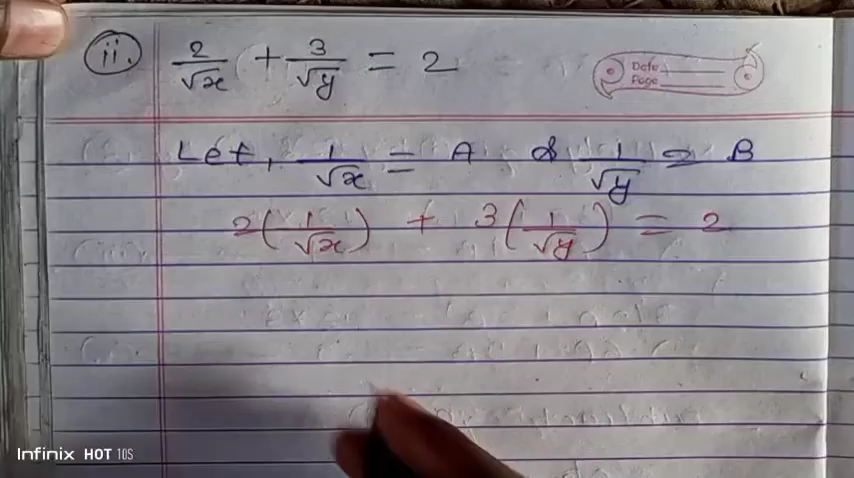 ii. 2/√x + 3/√y = 2
Date
Page
Let, 1/√x = A & 1/√y = B
2(1/√x) + 3(1/√y) = 2
Infinix HOT 10S